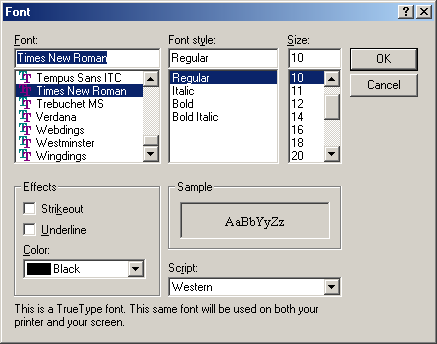 Font
Font:
Font style:
Size:
Times New Roman
Regular
10
OK
Cancel
Tempus Sans ITC
Times New Roman
Trebuchet MS
Verdana
Webdings
Westminster
Wingdings
Regular
Italic
Bold
Bold Italic
10
11
12
14
16
18
20
Effects
Strikeout
Underline
Color:
Black
Sample
AaBbYyZz
Script:
Western
This is a TrueType font. This same font will be used on both your
printer and your screen.